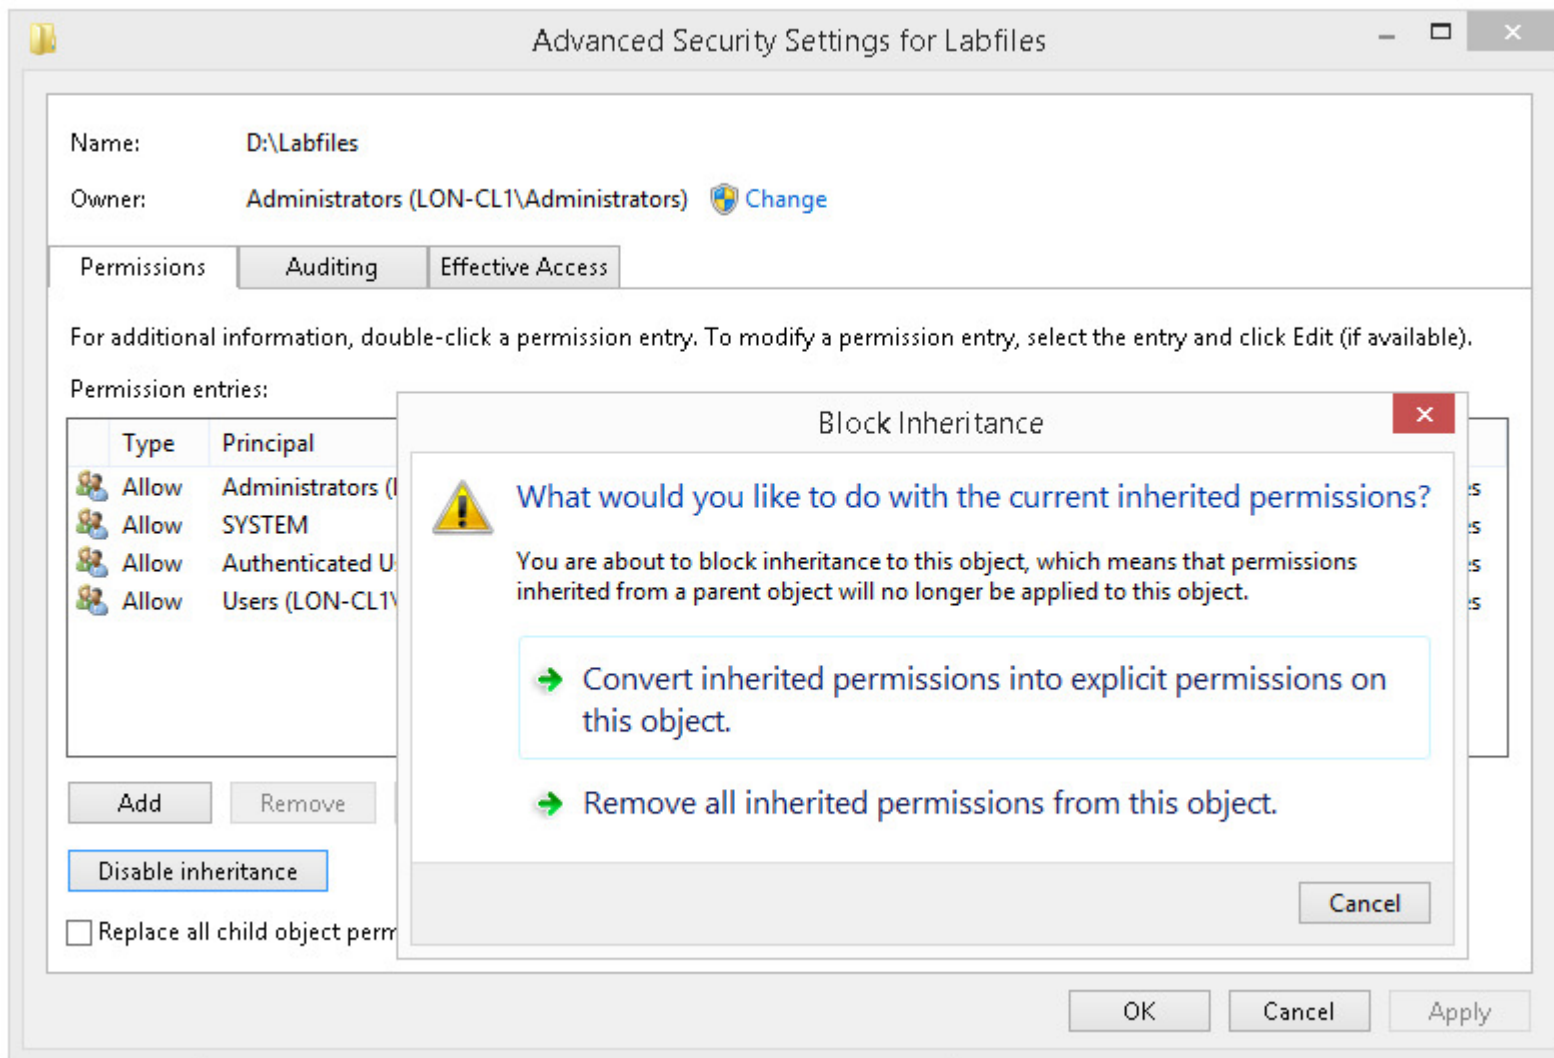 Advanced Security Settings for Labfiles
Name: D:\Labfiles
Owner: Administrators (LON-CL1\Administrators) Change
Permissions Auditing Effective Access
For additional information, double-click a permission entry. To modify a permission entry, select the entry and click Edit (if available).
Permission entries:
Type Principal
Allow Administrators (
Allow SYSTEM
Allow Authenticated U
Allow Users (LON-CL1\
Block Inheritance
What would you like to do with the current inherited permissions?
You are about to block inheritance to this object, which means that permissions
inherited from a parent object will no longer be applied to this object.
Convert inherited permissions into explicit permissions on
this object.
Remove all inherited permissions from this object.
Cancel
Add Remove
Disable inheritance
Replace all child object perm
OK Cancel Apply